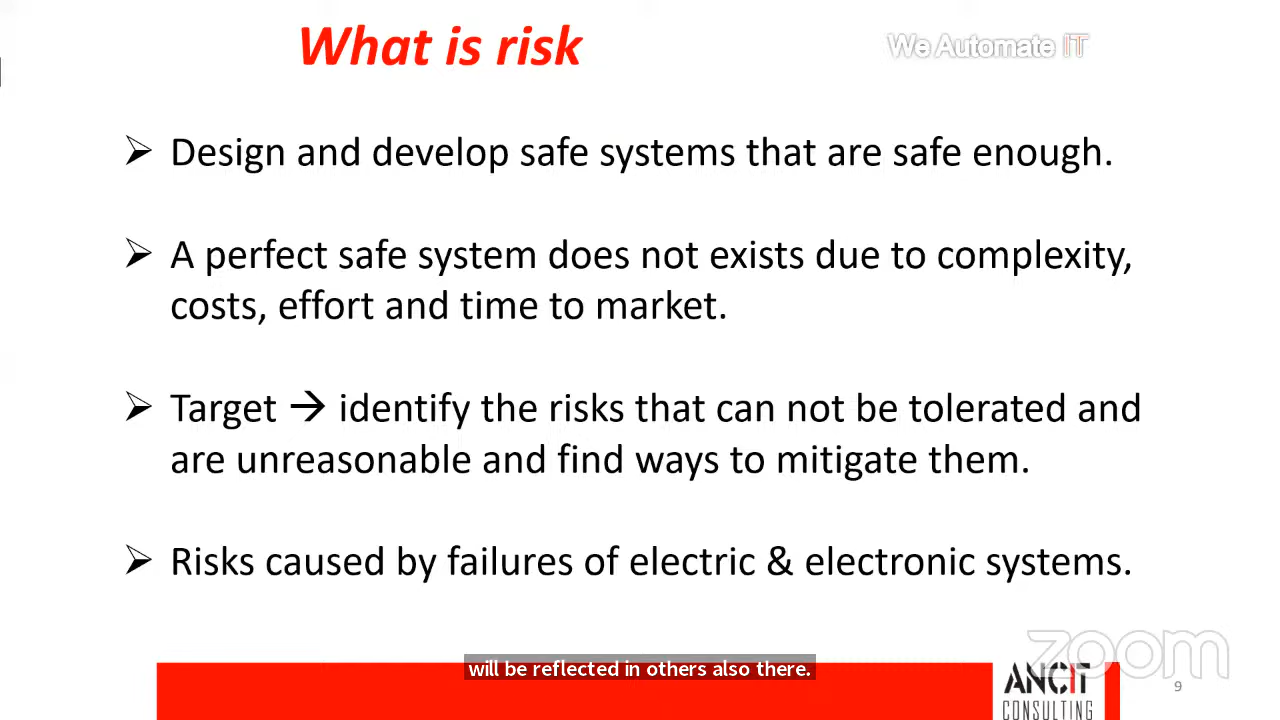 What is risk
We Automate IT
➢ Design and develop safe systems that are safe enough.
➢ A perfect safe system does not exists due to complexity,
costs, effort and time to market.
➢ Target → identify the risks that can not be tolerated and
are unreasonable and find ways to mitigate them.
➢ Risks caused by failures of electric & electronic systems.
zoom
will be reflected in others also there.
ANCIT
CONSULTING
9